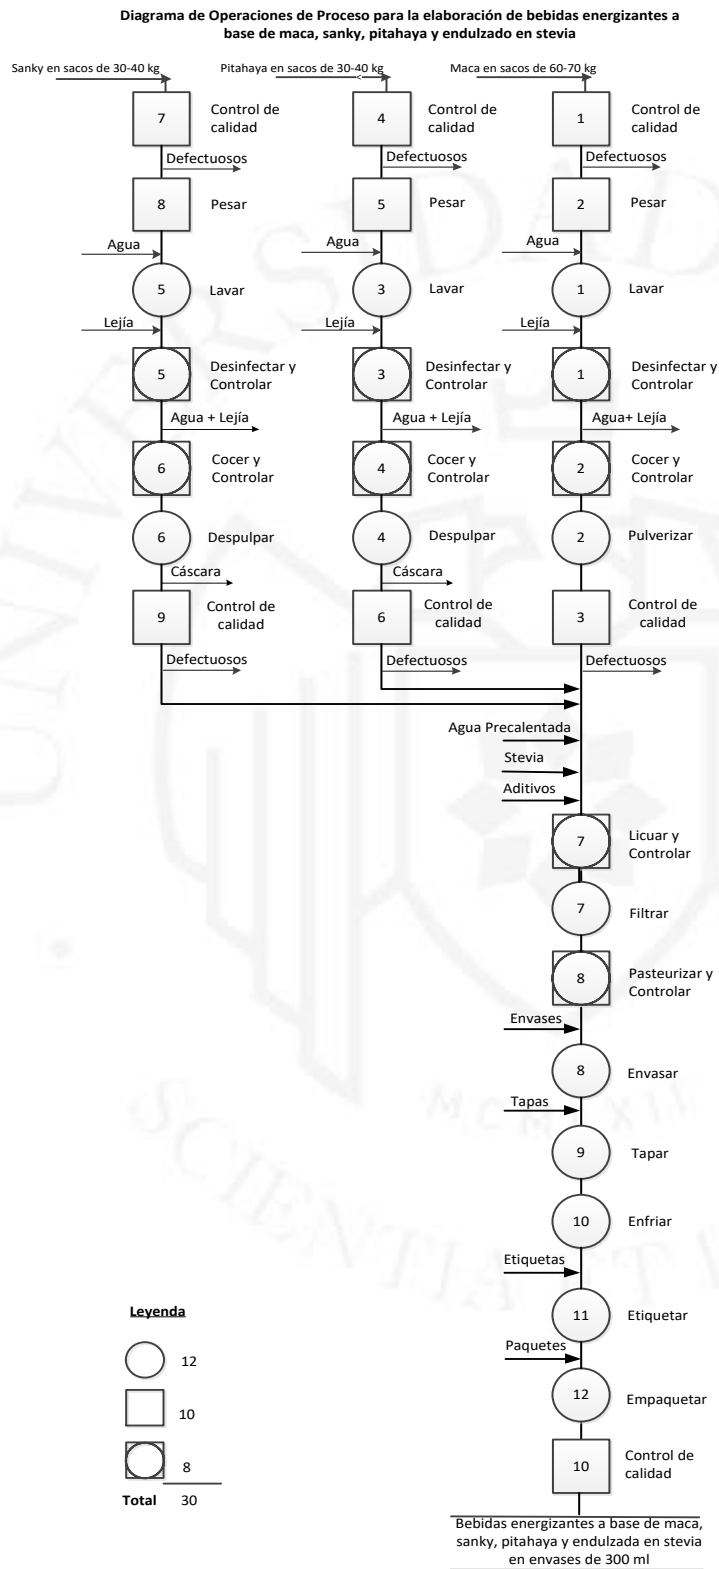 Diagrama de Operaciones de Proceso para la elaboración de bebidas energizantes a
base de maca, sanky, pitahaya y endulzado en stevia
Sanky en sacos de 30-40 kg
Pitahaya en sacos de 30-40 kg
Maca en sacos de 60-70 kg
7
Control de
calidad
4
Control de
calidad
1
Control de
calidad
Defectuosos
Defectuosos
Defectuosos
8
Pesar
5
Pesar
2
Pesar
Agua
Agua
Agua
5
Lavar
3
Lavar
1
Lavar
Lejía
Lejía
Lejía
5
Desinfectar y
Controlar
3
Desinfectar y
Controlar
1
Desinfectar y
Controlar
Agua + Lejía
Agua + Lejía
Agua+ Lejía
6
Cocer y
Controlar
4
Cocer y
Controlar
2
Cocer y
Controlar
6
Despulpar
4
Despulpar
2
Pulverizar
Cáscara
Cáscara
9
Control de
calidad
6
Control de
calidad
3
Control de
calidad
Defectuosos
Defectuosos
Defectuosos
Agua Precalentada
Stevia
Aditivos
7
Licuar y
Controlar
7
Filtrar
8
Pasteurizar y
Controlar
Envases
8
Envasar
Tapas
9
Tapar
10
Enfriar
Etiquetas
11
Etiquetar
Paquetes
12
Empaquetar
10
Control de
calidad
Bebidas energizantes a base de maca,
sanky, pitahaya y endulzada en stevia
en envases de 300 ml
Leyenda
12
10
8
Total 30